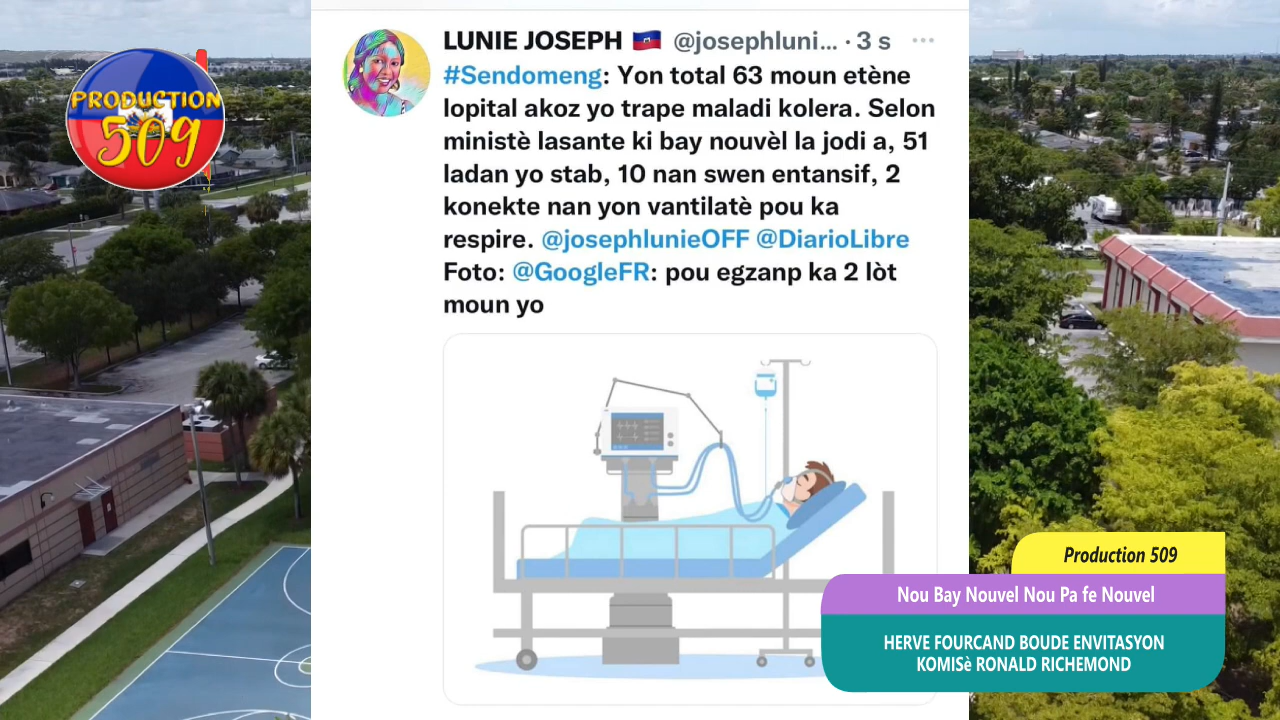 PRODUCTION
509
LUNIE JOSEPH 🇭🇹 @josephluni... · 3 s
#Sendomeng: Yon total 63 moun etène
lopital akoz yo trape maladi kolera. Selon
ministè lasante ki bay nouvèl la jodi a, 51
ladan yo stab, 10 nan swen entansif, 2
konekte nan yon vantilatè pou ka
respire. @josephlunieOFF @DiarioLibre
Foto: @GoogleFR: pou egzanp ka 2 lòt
moun yo
Production 509
Nou Bay Nouvel Nou Pa fe Nouvel
HERVE FOURCAND BOUDE ENVITASYON
KOMISè RONALD RICHEMOND